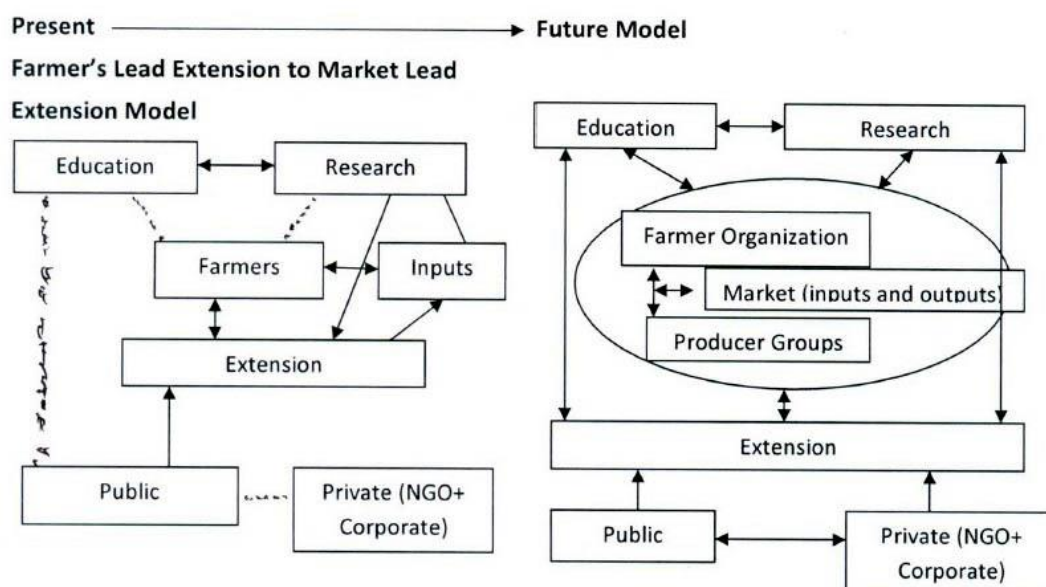 Present
Future Model
Farmer's Lead Extension to Market Lead
Extension Model
Education
Research
Farmers
Inputs
Extension
Public
Private (NGO+
Corporate)
Education
Research
Farmer Organization
Market (inputs and outputs)
Producer Groups
Extension
Public
Private (NGO+
Corporate)